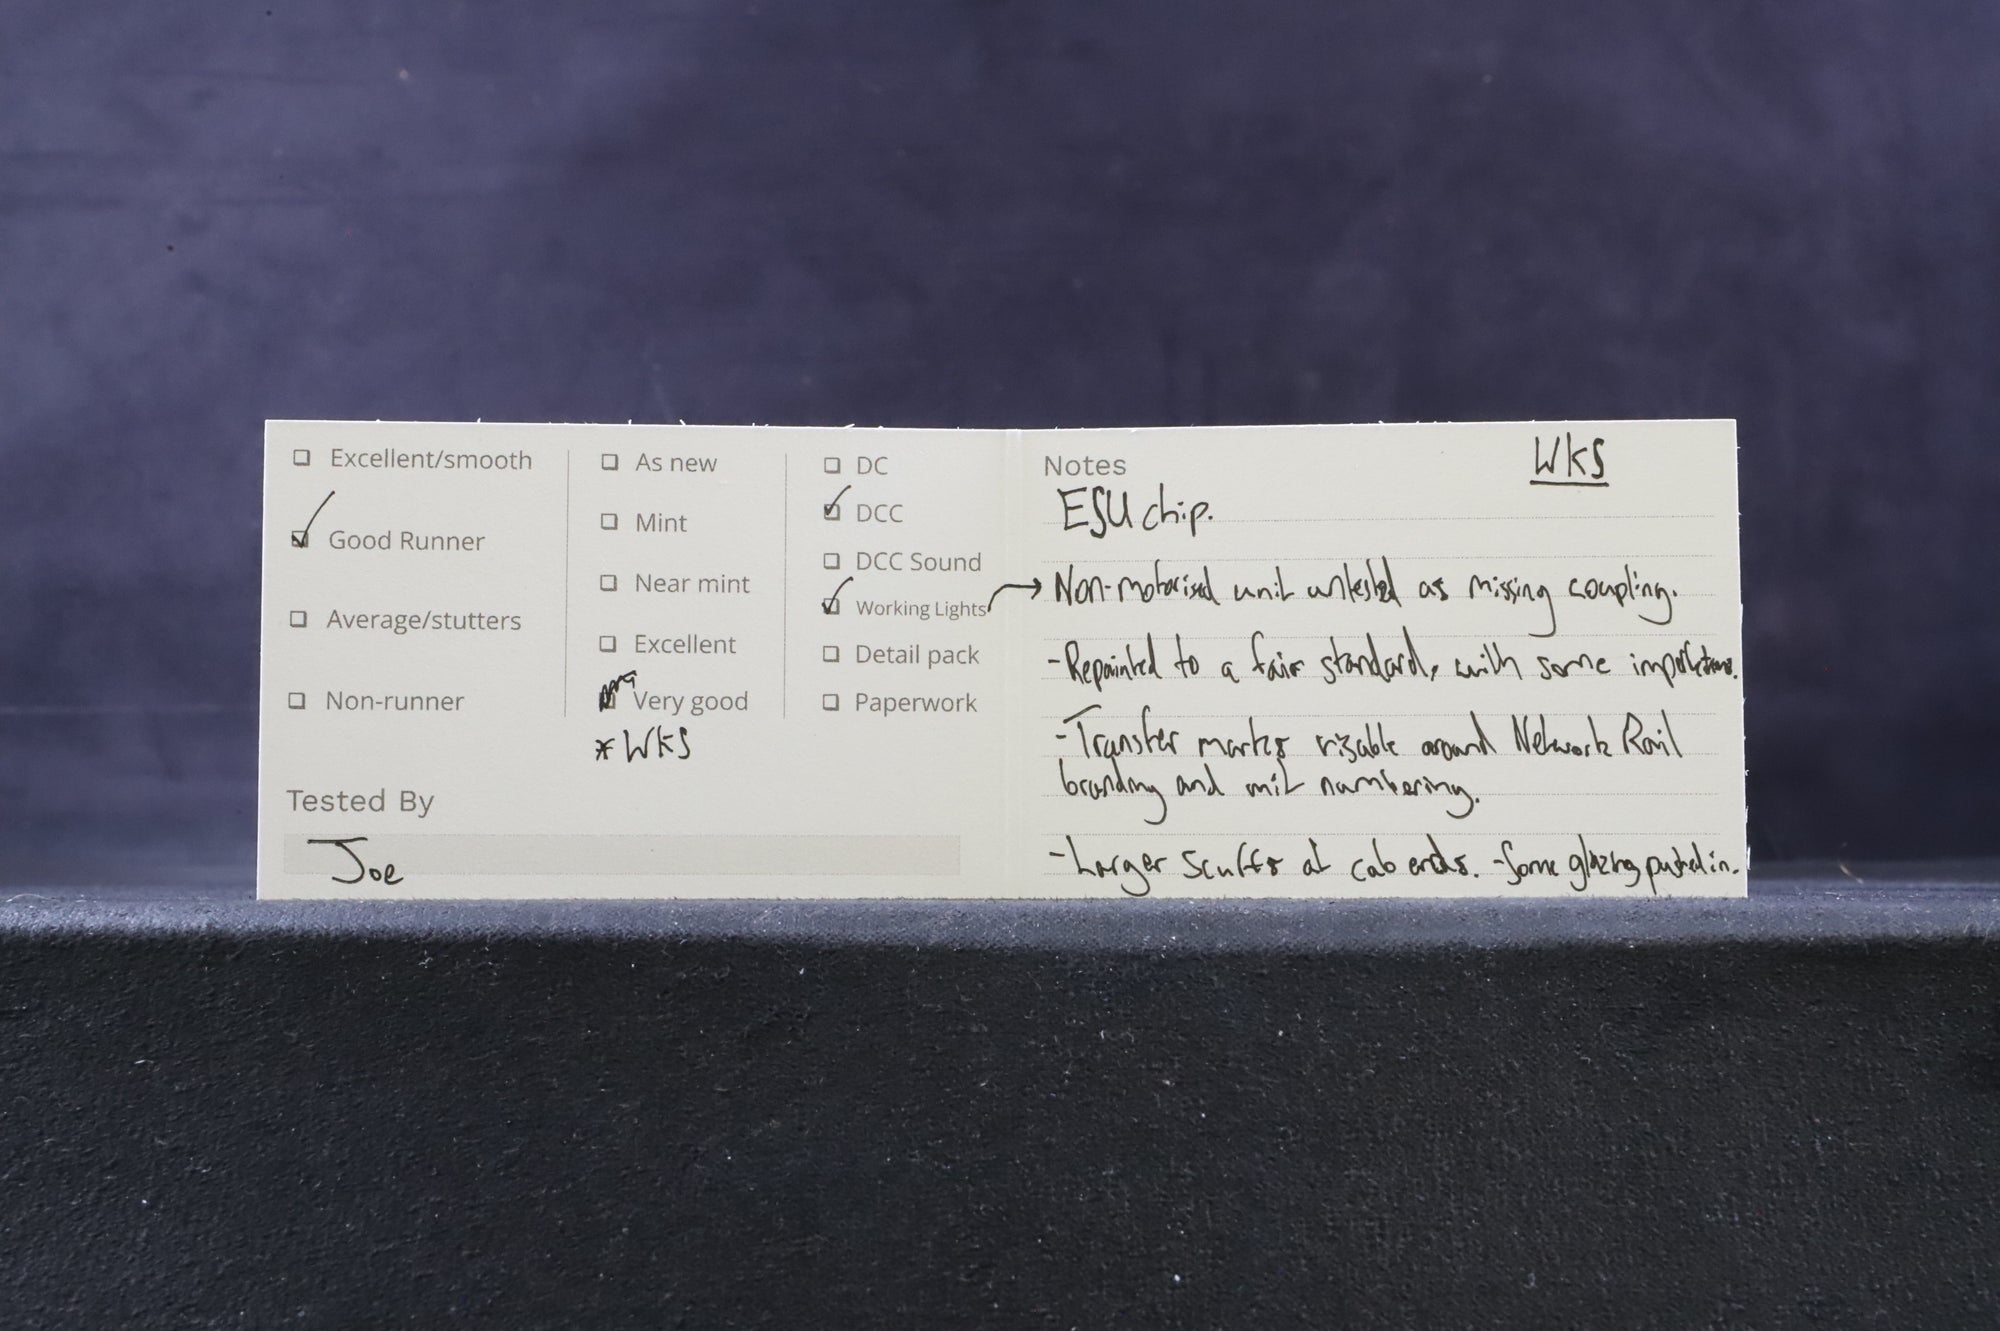 Excellent/smooth
Good Runner
Average/stutters
Non-runner
As new
Mint
Near mint
Excellent
Very good
*WKS
DC
DCC
DCC Sound
Working Lights
Detail pack
Paperwork
Tested By
Joe
Notes
WKS
ESU chip.
Non-motorised unit untested as missing coupling.
-Repainted to a fair standard, with some imperfections.
-Transfer marks visable around Network Rail
branding and unit numbering.
-Larger scuffs at cab ends. -Some glazing pushed in.